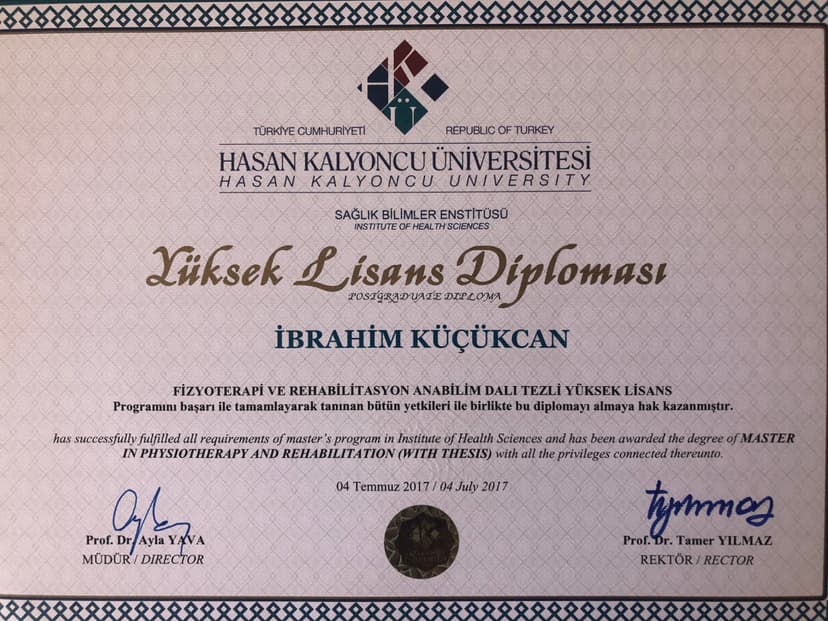 HKÜ
TÜRKİYE CUMHURİYETİ REPUBLIC OF TURKEY
HASAN KALYONCU ÜNİVERSİTESİ
HASAN KALYONCU UNIVERSITY
SAĞLIK BİLİMLER ENSTİTÜSÜ
INSTITUTE OF HEALTH SCIENCES
Yüksek Lisans Diploması
POSTGRADUATE DIPLOMA
İBRAHİM KÜÇÜKCAN
FİZYOTERAPİ VE REHABİLİTASYON ANABİLİM DALI TEZLİ YÜKSEK LİSANS
Programını başarı ile tamamlayarak tanınan bütün yetkileri ile birlikte bu diplomayı almaya hak kazanmıştır.
has successfully fulfilled all requirements of master's program in Institute of Health Sciences and has been awarded the degree of MASTER
IN PHYSIOTHERAPY AND REHABILITATION (WITH THESIS) with all the privileges connected thereunto.
04 Temmuz 2017 / 04 July 2017
Prof. Dr. Ayla YAVA Prof. Dr. Tamer YILMAZ
MÜDÜR / DIRECTOR REKTÖR / RECTOR